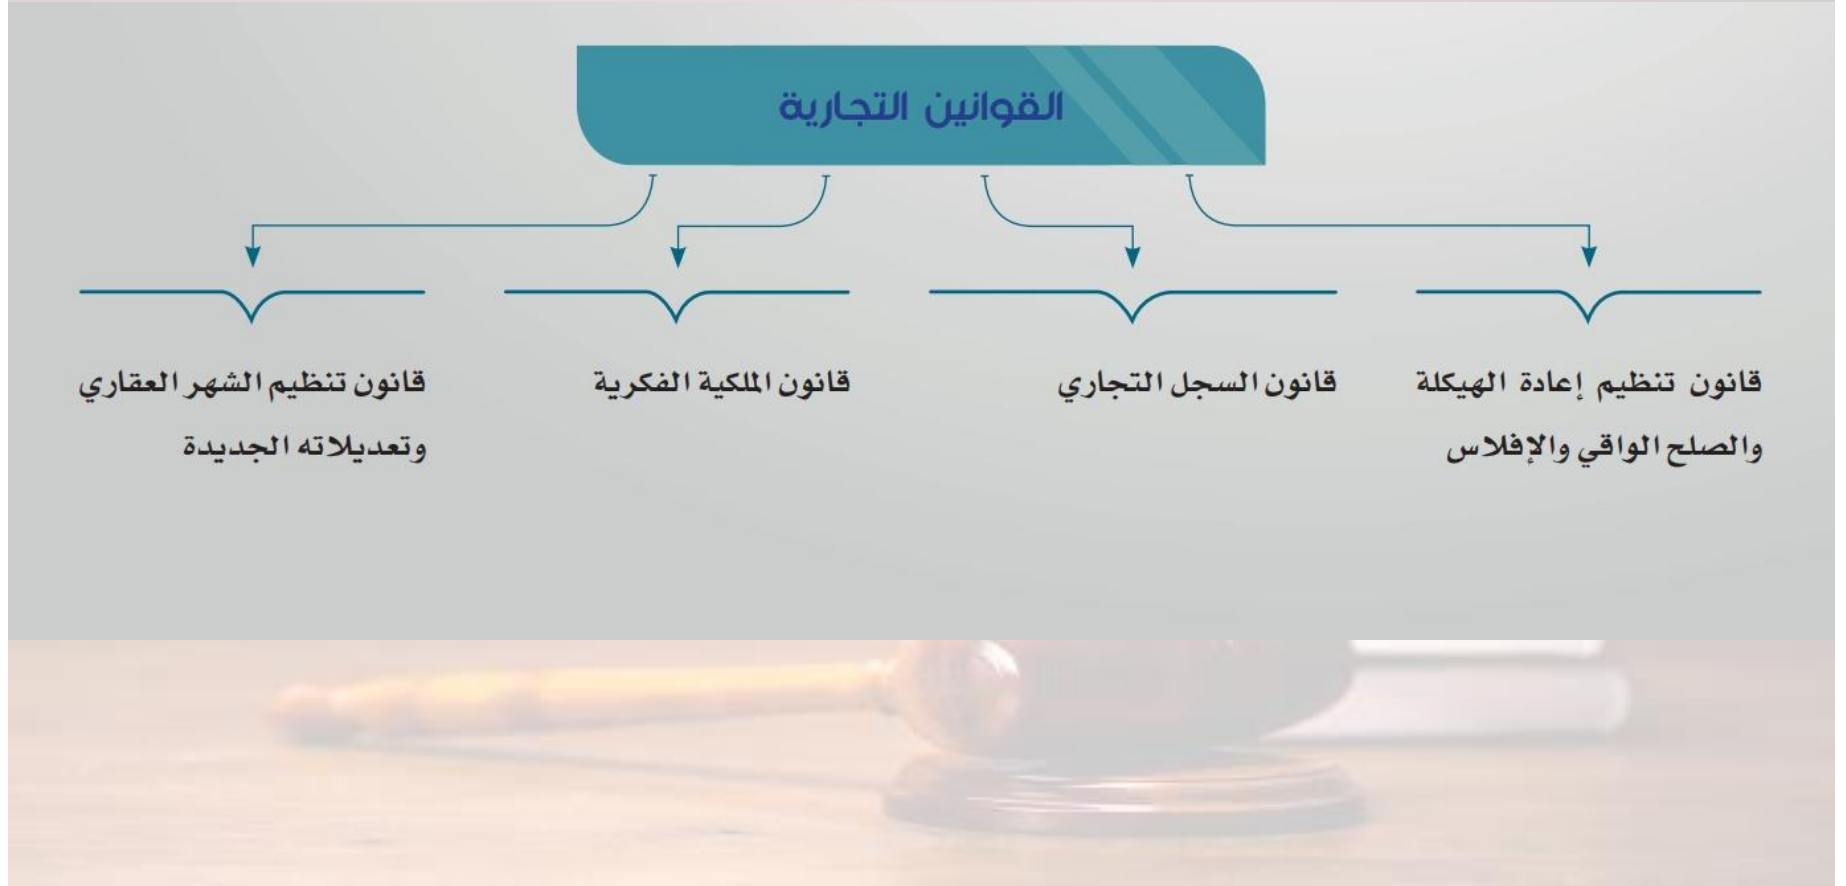 القوانين التجارية
قانون تنظيم إعادة الهيكلة
والصلح الواقي والإفلاس
قانون السجل التجاري
قانون الملكية الفكرية
قانون تنظيم الشهر العقاري
وتعديلاته الجديدة